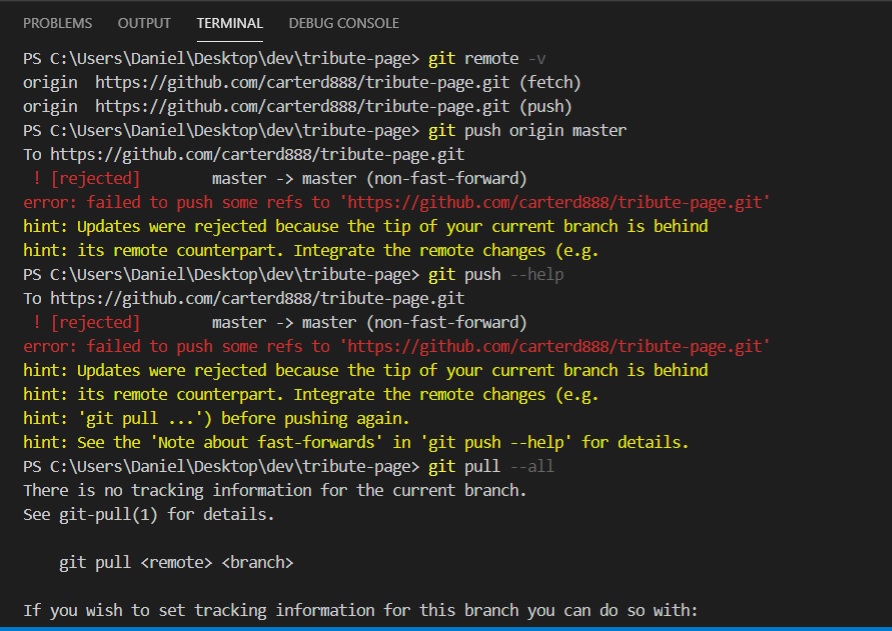 PROBLEMS OUTPUT TERMINAL DEBUG CONSOLE
PS C:\Users\Daniel\Desktop\dev\tribute-page> git remote -v
origin  https://github.com/carterd888/tribute-page.git (fetch)
origin  https://github.com/carterd888/tribute-page.git (push)
PS C:\Users\Daniel\Desktop\dev\tribute-page> git push origin master
To https://github.com/carterd888/tribute-page.git
 ! [rejected]        master -> master (non-fast-forward)
error: failed to push some refs to 'https://github.com/carterd888/tribute-page.git'
hint: Updates were rejected because the tip of your current branch is behind
hint: its remote counterpart. Integrate the remote changes (e.g.
PS C:\Users\Daniel\Desktop\dev\tribute-page> git push --help
To https://github.com/carterd888/tribute-page.git
 ! [rejected]        master -> master (non-fast-forward)
error: failed to push some refs to 'https://github.com/carterd888/tribute-page.git'
hint: Updates were rejected because the tip of your current branch is behind
hint: its remote counterpart. Integrate the remote changes (e.g.
hint: 'git pull ...') before pushing again.
hint: See the 'Note about fast-forwards' in 'git push --help' for details.
PS C:\Users\Daniel\Desktop\dev\tribute-page> git pull --all
There is no tracking information for the current branch.
See git-pull(1) for details.
    git pull <remote> <branch>
If you wish to set tracking information for this branch you can do so with: